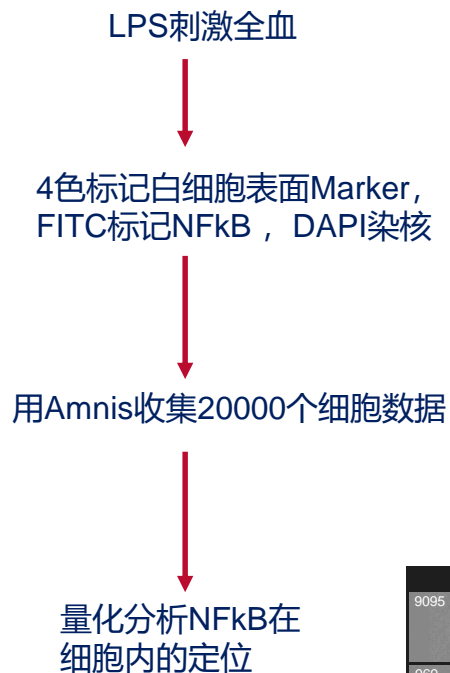 LPS刺激全血
4色标记白细胞表面Marker，
FITC标记NFkB ，DAPI染核
用Amnis收集20000个细胞数据
量化分析NFkB在
细胞内的定位
9095